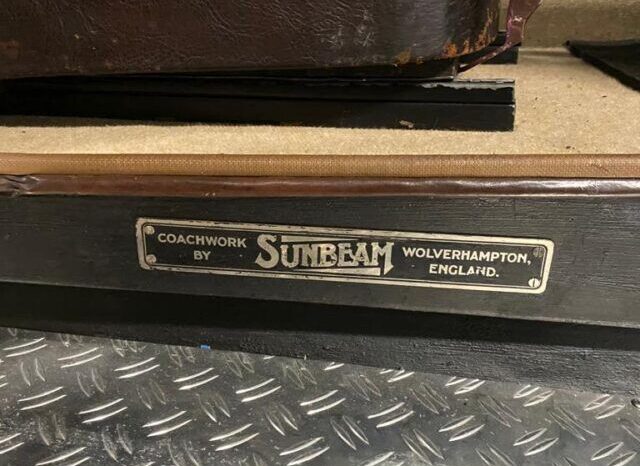 COACHWORK
BY
SUNBEAM
WOLVERHAMPTON,
ENGLAND.